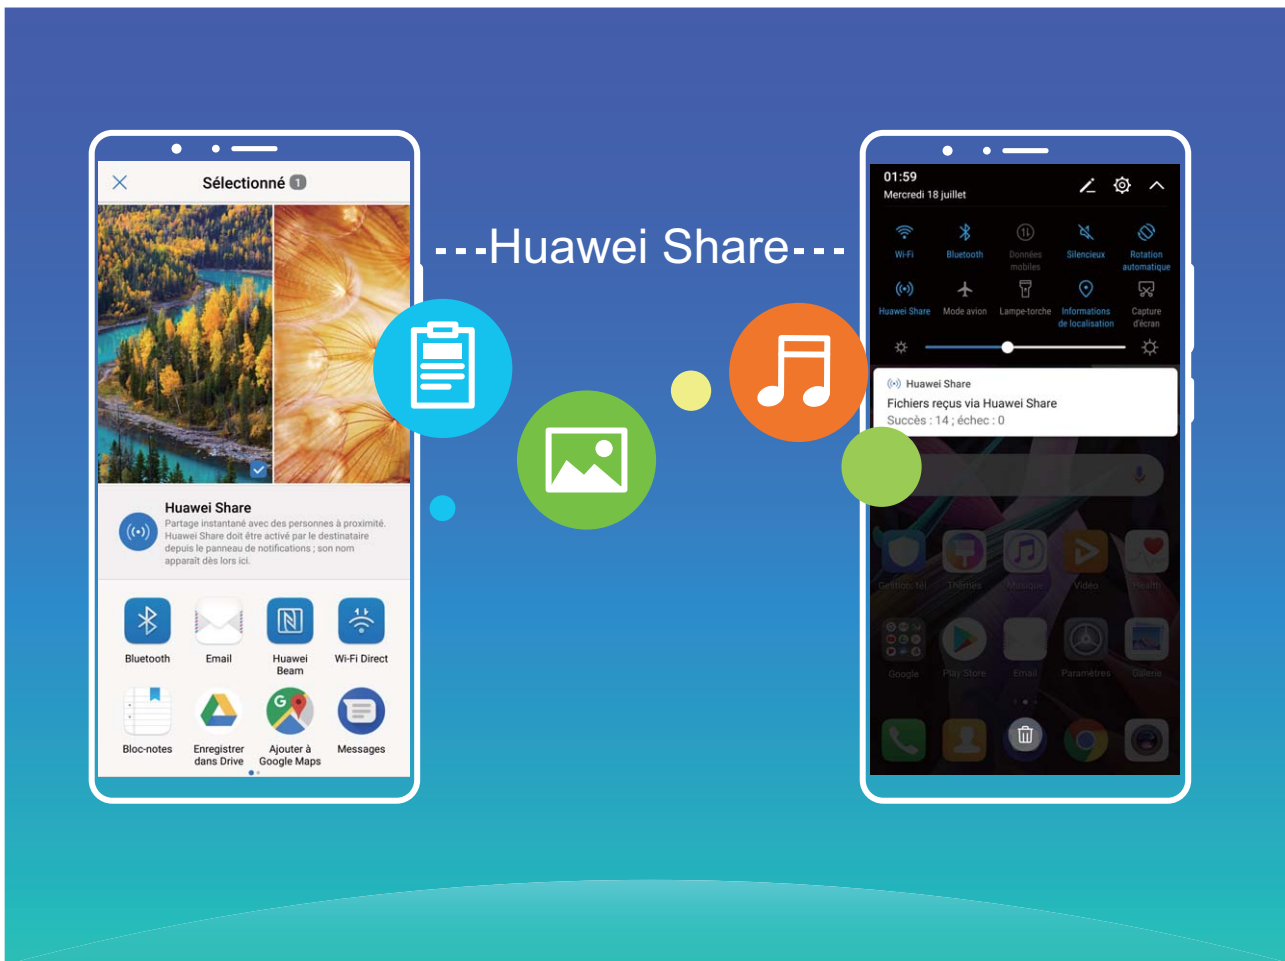 Sélectionné 1
Huawei Share
Huawei Share
Partage instantané avec des personnes à proximité.
Huawei Share doit être activé par le destinataire
depuis le panneau de notifications ; son nom
apparaît dès lors ici.
Bluetooth
Email
Huawei
Beam
Wi-Fi Direct
Bloc-notes
Enregistrer
dans Drive
Ajouter à
Google Maps
Messages
01:59
Mercredi 18 juillet
Wi-Fi
Bluetooth
Données
mobiles
Silencieux
Rotation
automatique
Huawei Share
Mode avion
Lampe-torche
Informations
de localisation
Capture
d'écran
Huawei Share
Fichiers reçus via Huawei Share
Succès : 14 ; échec : 0
Gestion. tél
Thèmes
Musique
Vidéo
Health
Google
Play Store
Email
Paramètres
Galerie